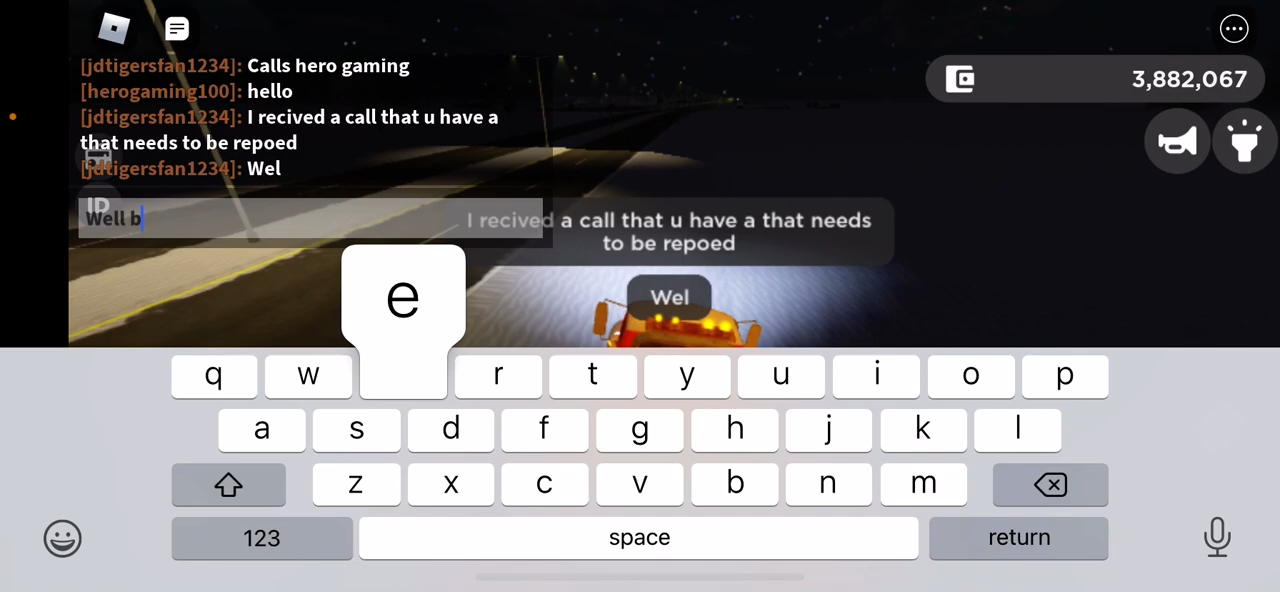 [jdtigersfan1234]: Calls hero gaming
3,882,067
[herogaming100]: hello
[jdtigersfan1234]: I recived a call that u have a
that needs to be repoed
[jdtigersfan1234]: Wel
ID
Well b
I recived a call that u have a that needs
to be repoed
Wel
e
q w r t y u i o p
a s d f g h j k l
z x c v b n m
123 space return